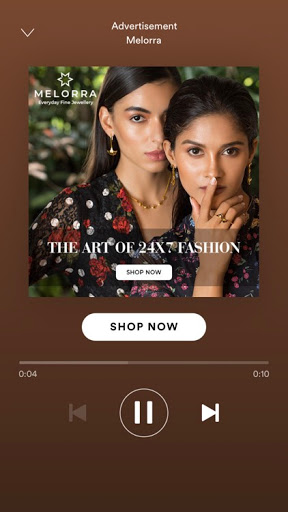 Advertisement
Melorra
MELORRA
Everyday Fine Jewellery
THE ART OF 24X7 FASHION
SHOP NOW
SHOP NOW
0:04
0:10